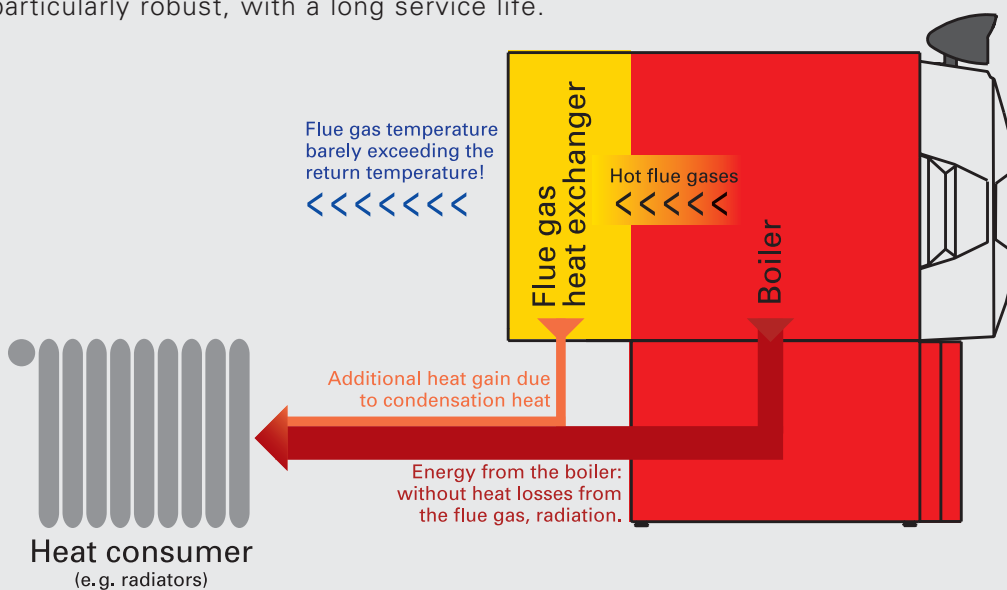 particularly robust, with a long service life.
Flue gas temperature
barely exceeding the
return temperature!
Flue gas
heat exchanger
Hot flue gases
Boiler
Additional heat gain due
to condensation heat
Energy from the boiler:
without heat losses from
the flue gas, radiation.
Heat consumer
(e.g. radiators)